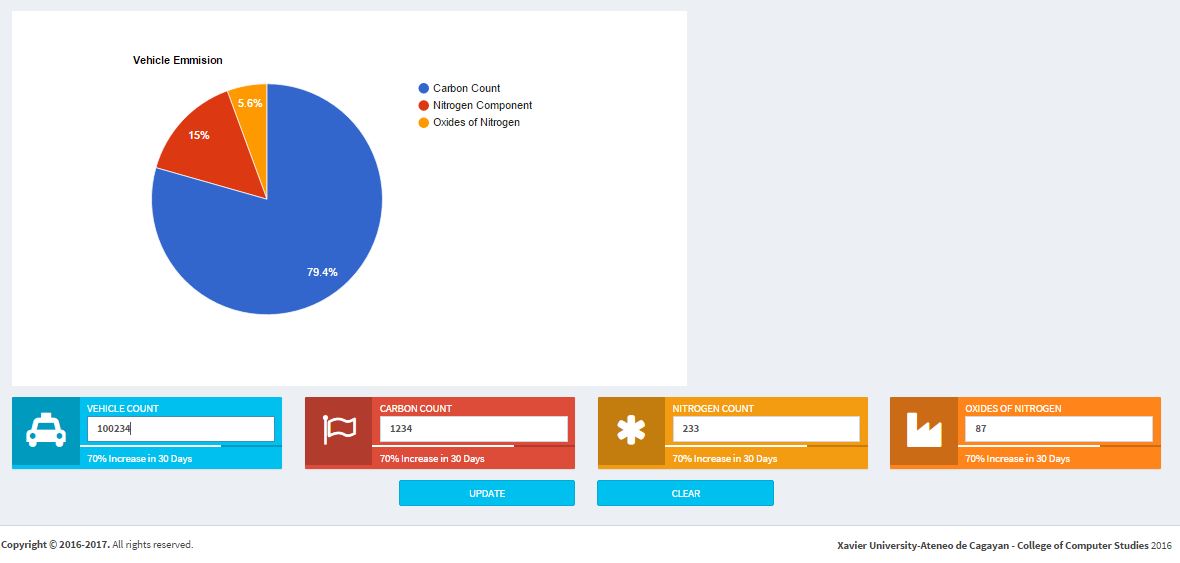 Vehicle Emmision
Carbon Count
Nitrogen Component
Oxides of Nitrogen
5.6%
15%
79.4%
VEHICLE COUNT
100234
70% Increase in 30 Days
CARBON COUNT
1234
70% Increase in 30 Days
NITROGEN COUNT
233
70% Increase in 30 Days
OXIDES OF NITROGEN
87
70% Increase in 30 Days
UPDATE
CLEAR
Copyright © 2016-2017. All rights reserved.
Xavier University-Ateneo de Cagayan - College of Computer Studies 2016